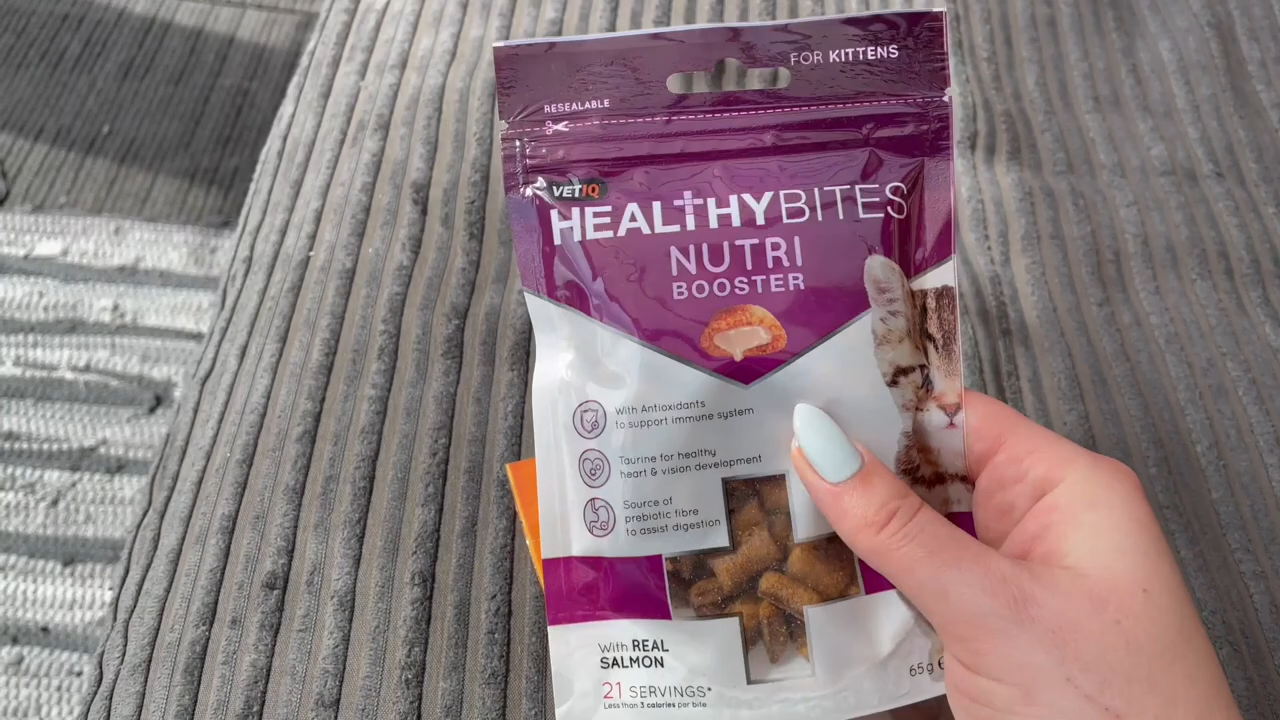 FOR KITTENS
RESEALABLE
VETIQ
HEALTHYBITES
NUTRI
BOOSTER
With Antioxidants
to support immune system
Taurine for healthy
heart & vision development
Source of
prebiotic fibre
to assist digestion
With REAL
SALMON
21 SERVINGS*
Less than 3 calories per bite
65g e